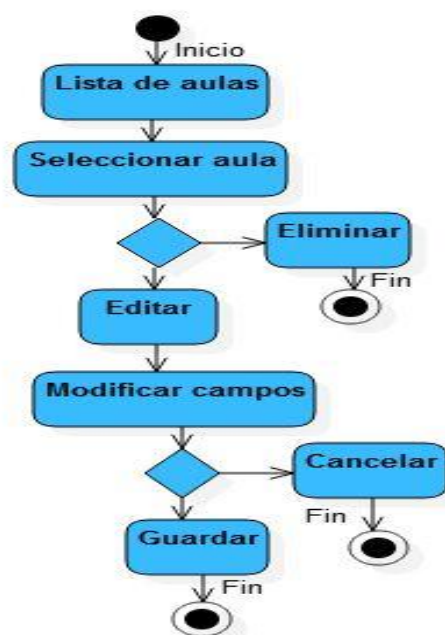 Inicio
Lista de aulas
Seleccionar aula
Eliminar
Fin
Editar
Modificar campos
Cancelar
Fin
Guardar
Fin